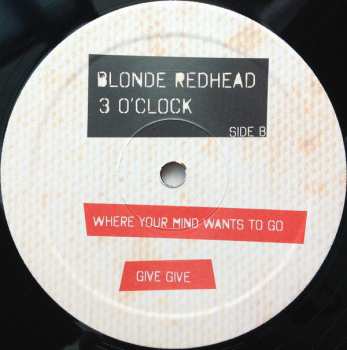 BLONDE REDHEAD
3 O'CLOCK
SIDE B
WHERE YOUR MIND WANTS TO GO
GIVE GIVE